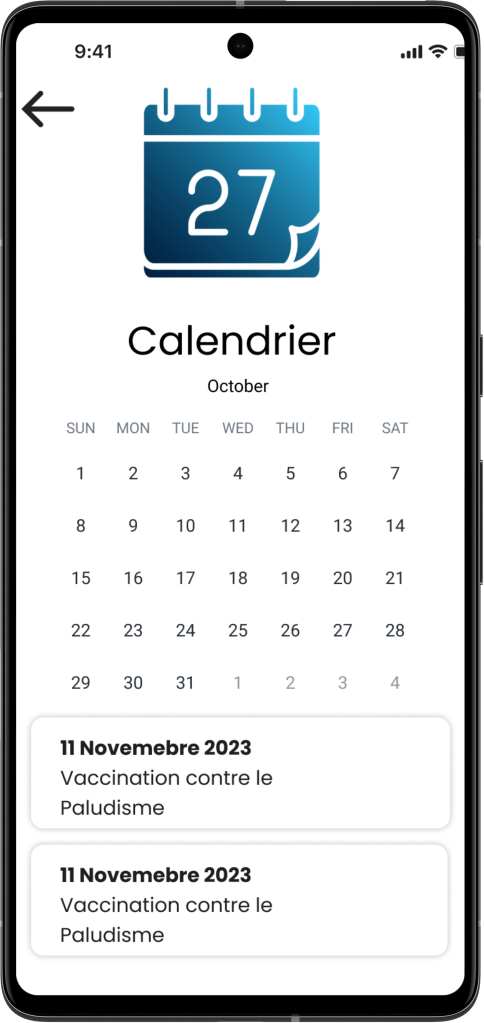 9:41
27
Calendrier
October
SUN MON TUE WED THU FRI SAT
1 2 3 4 5 6 7
8 9 10 11 12 13 14
15 16 17 18 19 20 21
22 23 24 25 26 27 28
29 30 31 1 2 3 4
11 Novemebre 2023
Vaccination contre le
Paludisme
11 Novemebre 2023
Vaccination contre le
Paludisme